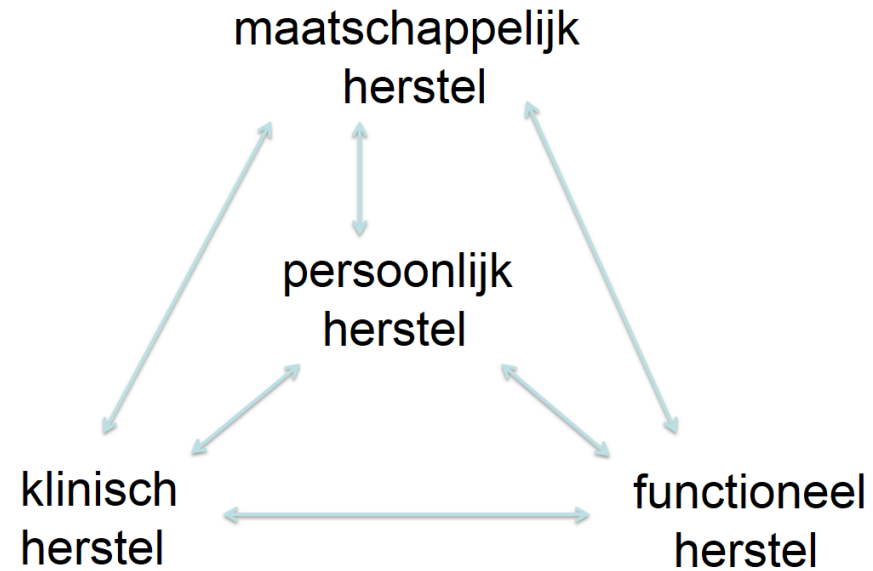 maatschappelijk
herstel
persoonlijk
herstel
klinisch
herstel
functioneel
herstel